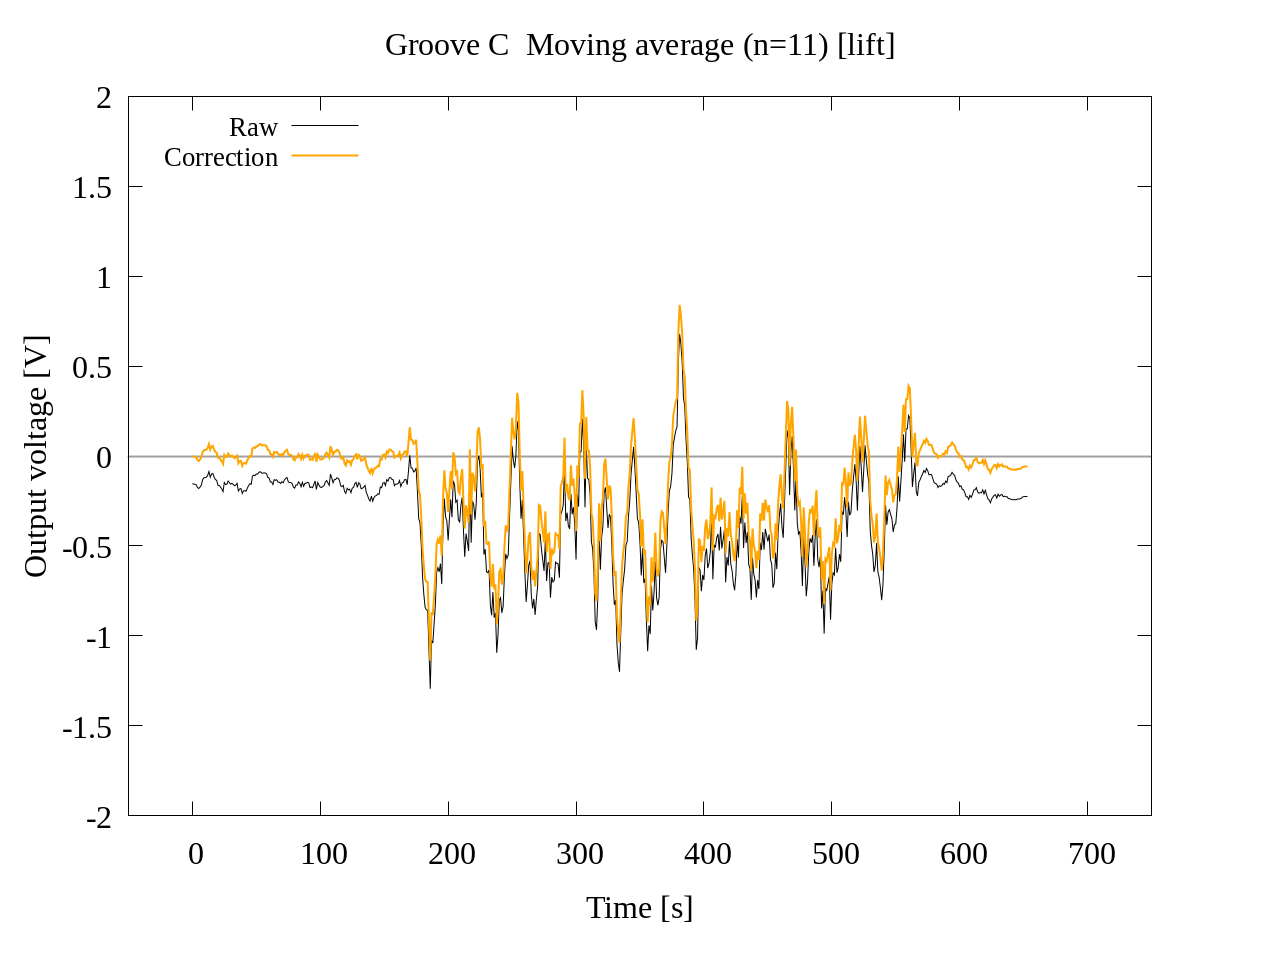 Groove C  Moving average (n=11) [lift]
Raw
Correction
2
1.5
1
0.5
0
-0.5
-1
-1.5
-2
Output voltage [V]
0 100 200 300 400 500 600 700
Time [s]